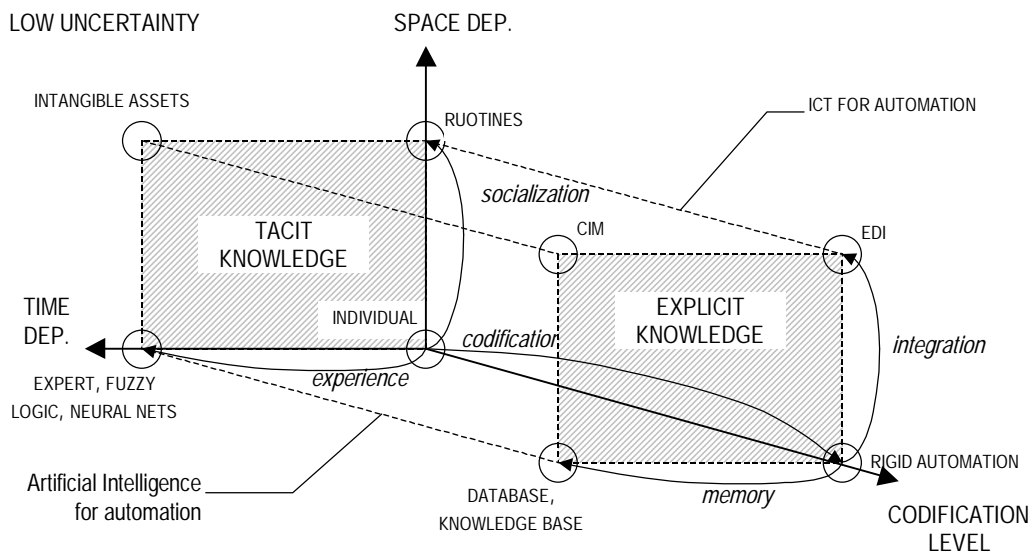 LOW UNCERTAINTY
SPACE DEP.
INTANGIBLE ASSETS
RUOTINES
ICT FOR AUTOMATION
socialization
TACIT
KNOWLEDGE
CIM
EDI
EXPLICIT
KNOWLEDGE
TIME
DEP.
INDIVIDUAL
codification
integration
experience
EXPERT, FUZZY
LOGIC, NEURAL NETS
RIGID AUTOMATION
Artificial Intelligence
for automation
DATABASE,
KNOWLEDGE BASE
memory
CODIFICATION
LEVEL